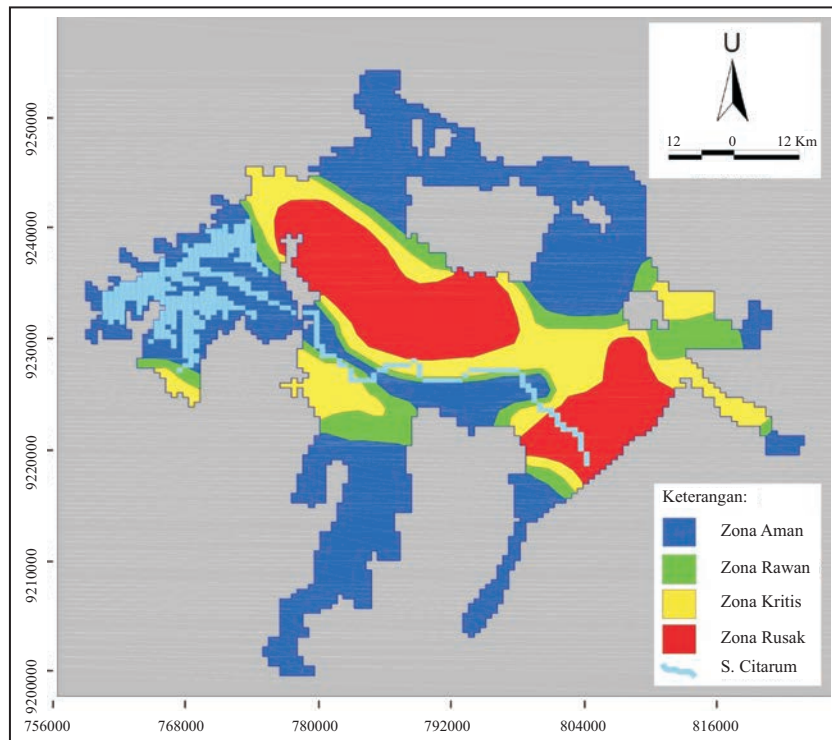 U
12 0 12 Km
9250000
9240000
9230000
9220000
9210000
9200000
Keterangan:
Zona Aman
Zona Rawan
Zona Kritis
Zona Rusak
S. Citarum
756000 768000 780000 792000 804000 816000